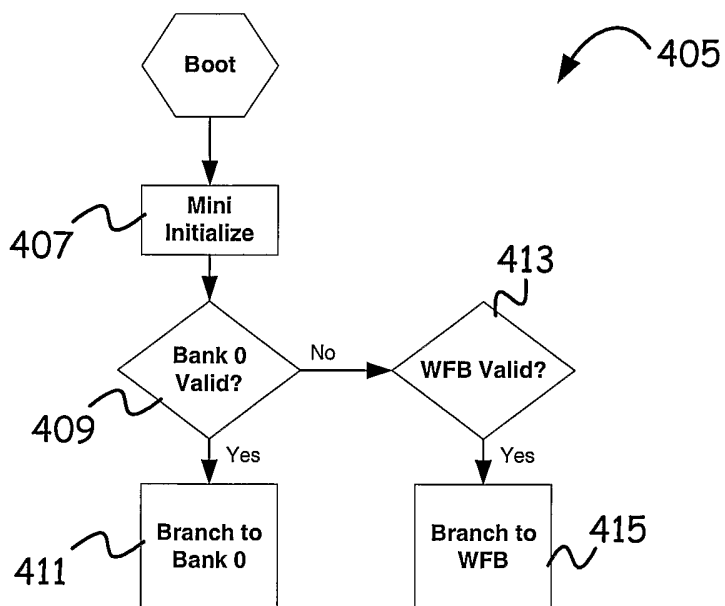 Boot
405
Mini
Initialize
407
413
Bank 0
Valid?
No
WFB Valid?
409
Yes
Yes
Branch to
Bank 0
Branch to
WFB
411
415